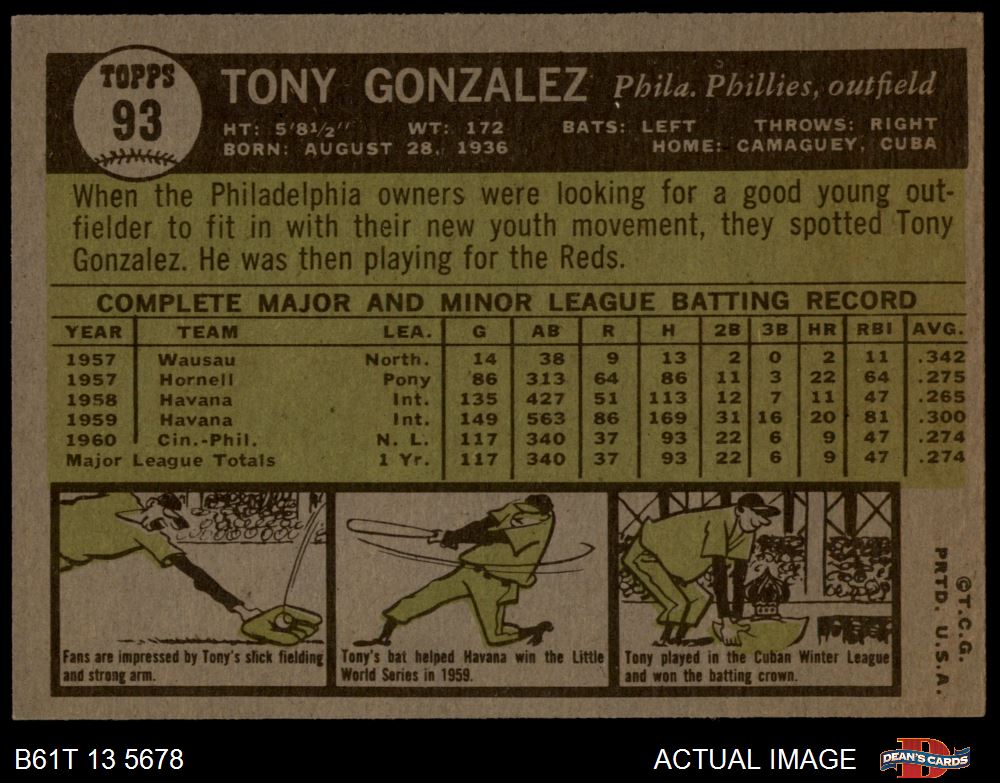 TOPPS
93
TONY GONZALEZ Phila. Phillies, outfield
HT: 5'8 1/2" WT: 172 BATS: LEFT THROWS: RIGHT
BORN: AUGUST 28, 1936 HOME: CAMAGUEY, CUBA
When the Philadelphia owners were looking for a good young out-
fielder to fit in with their new youth movement, they spotted Tony
Gonzalez. He was then playing for the Reds.
COMPLETE MAJOR AND MINOR LEAGUE BATTING RECORD
YEAR TEAM LEA. G AB R H 2B 3B HR RBI AVG.
1957 Wausau North. 14 38 9 13 2 0 2 11 .342
1957 Hornell Pony 86 313 64 86 11 3 22 64 .275
1958 Havana Int. 135 427 51 113 12 7 11 47 .265
1959 Havana Int. 149 563 86 169 31 16 20 81 .300
1960 Cin.-Phil. N. L. 117 340 37 93 22 6 9 47 .274
Major League Totals 1 Yr. 117 340 37 93 22 6 9 47 .274
Fans are impressed by Tony's slick fielding
and strong arm.
Tony's bat helped Havana win the Little
World Series in 1959.
Tony played in the Cuban Winter League
and won the batting crown.
©T.C.G.
PRTD. U.S.A.
B61T 13 5678
ACTUAL IMAGE
D
DEAN'S CARDS